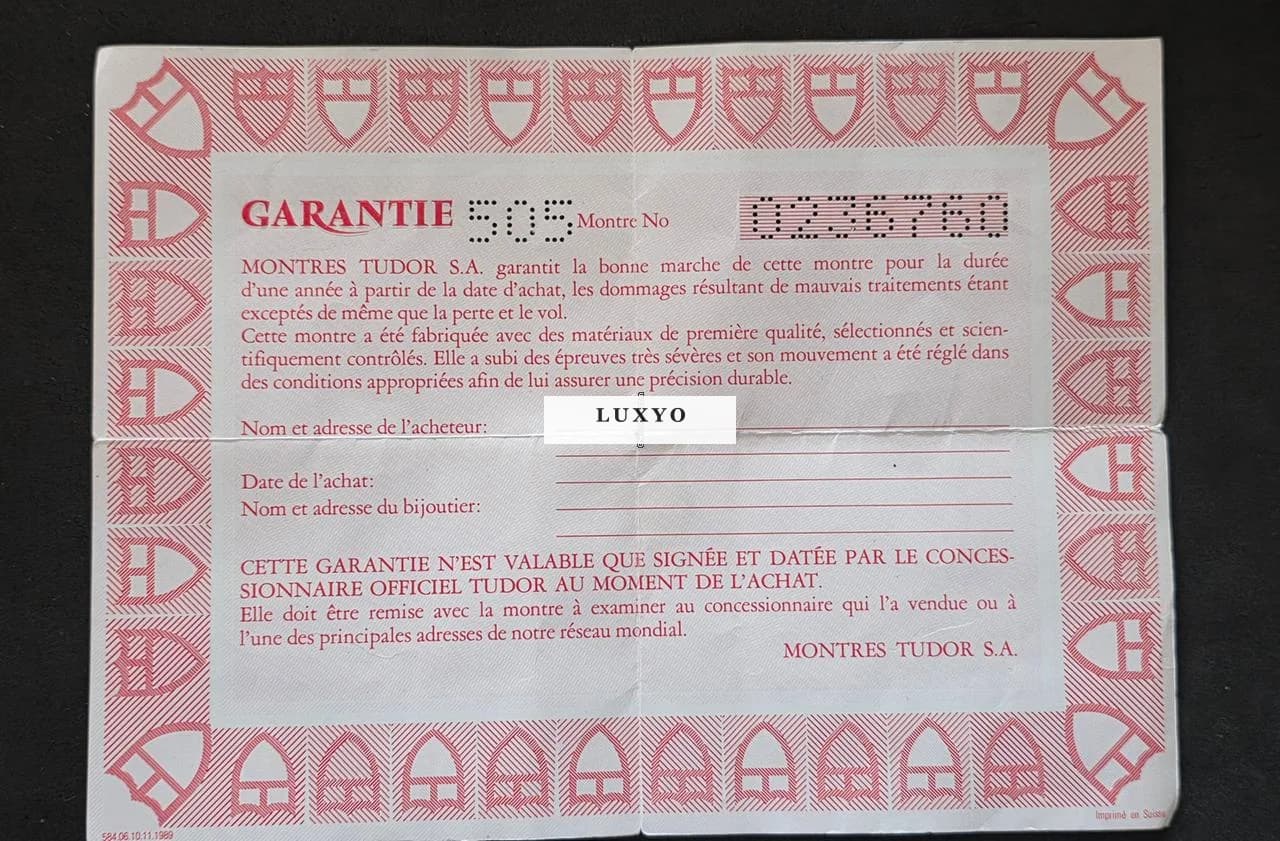 GARANTIE 505 Montre No 0236760
MONTRES TUDOR S.A. garantit la bonne marche de cette montre pour la durée
d'une année à partir de la date d'achat, les dommages résultant de mauvais traitements étant
exceptés de même que la perte et le vol.
Cette montre a été fabriquée avec des matériaux de première qualité, sélectionnés et scien-
tifiquement contrôlés. Elle a subi des épreuves très sévères et son mouvement a été réglé dans
des conditions appropriées afin de lui assurer une précision durable.
LUXYO
Nom et adresse de l'acheteur:
Date de l'achat:
Nom et adresse du bijoutier:
CETTE GARANTIE N'EST VALABLE QUE SIGNÉE ET DATÉE PAR LE CONCES-
SIONNAIRE OFFICIEL TUDOR AU MOMENT DE L'ACHAT.
Elle doit être remise avec la montre à examiner au concessionnaire qui l'a vendue ou à
l'une des principales adresses de notre réseau mondial.
MONTRES TUDOR S.A.
584.06.10.11.1989
Imprimé en Suisse